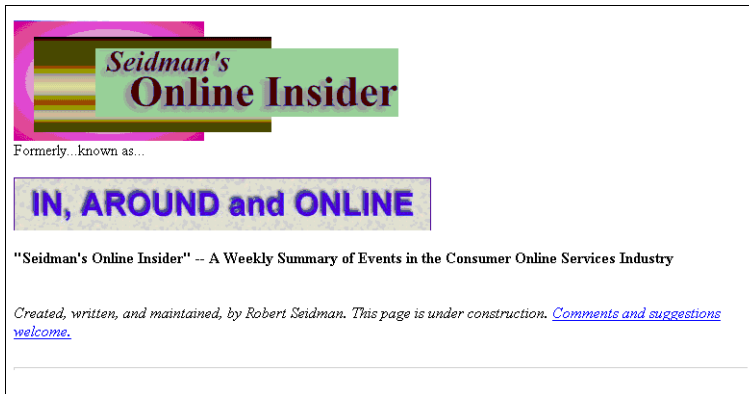 Seidman's
Online Insider
Formerly...known as...
IN, AROUND and ONLINE
"Seidman's Online Insider" -- A Weekly Summary of Events in the Consumer Online Services Industry
Created, written, and maintained, by Robert Seidman. This page is under construction. Comments and suggestions
welcome.